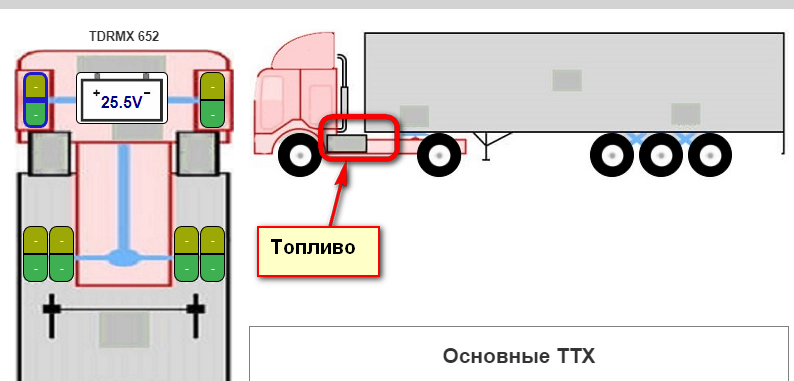 TDRMX 652
+ 25.5V −
- -
- -
Топливо
- - - -
- - - -
Основные ТТХ